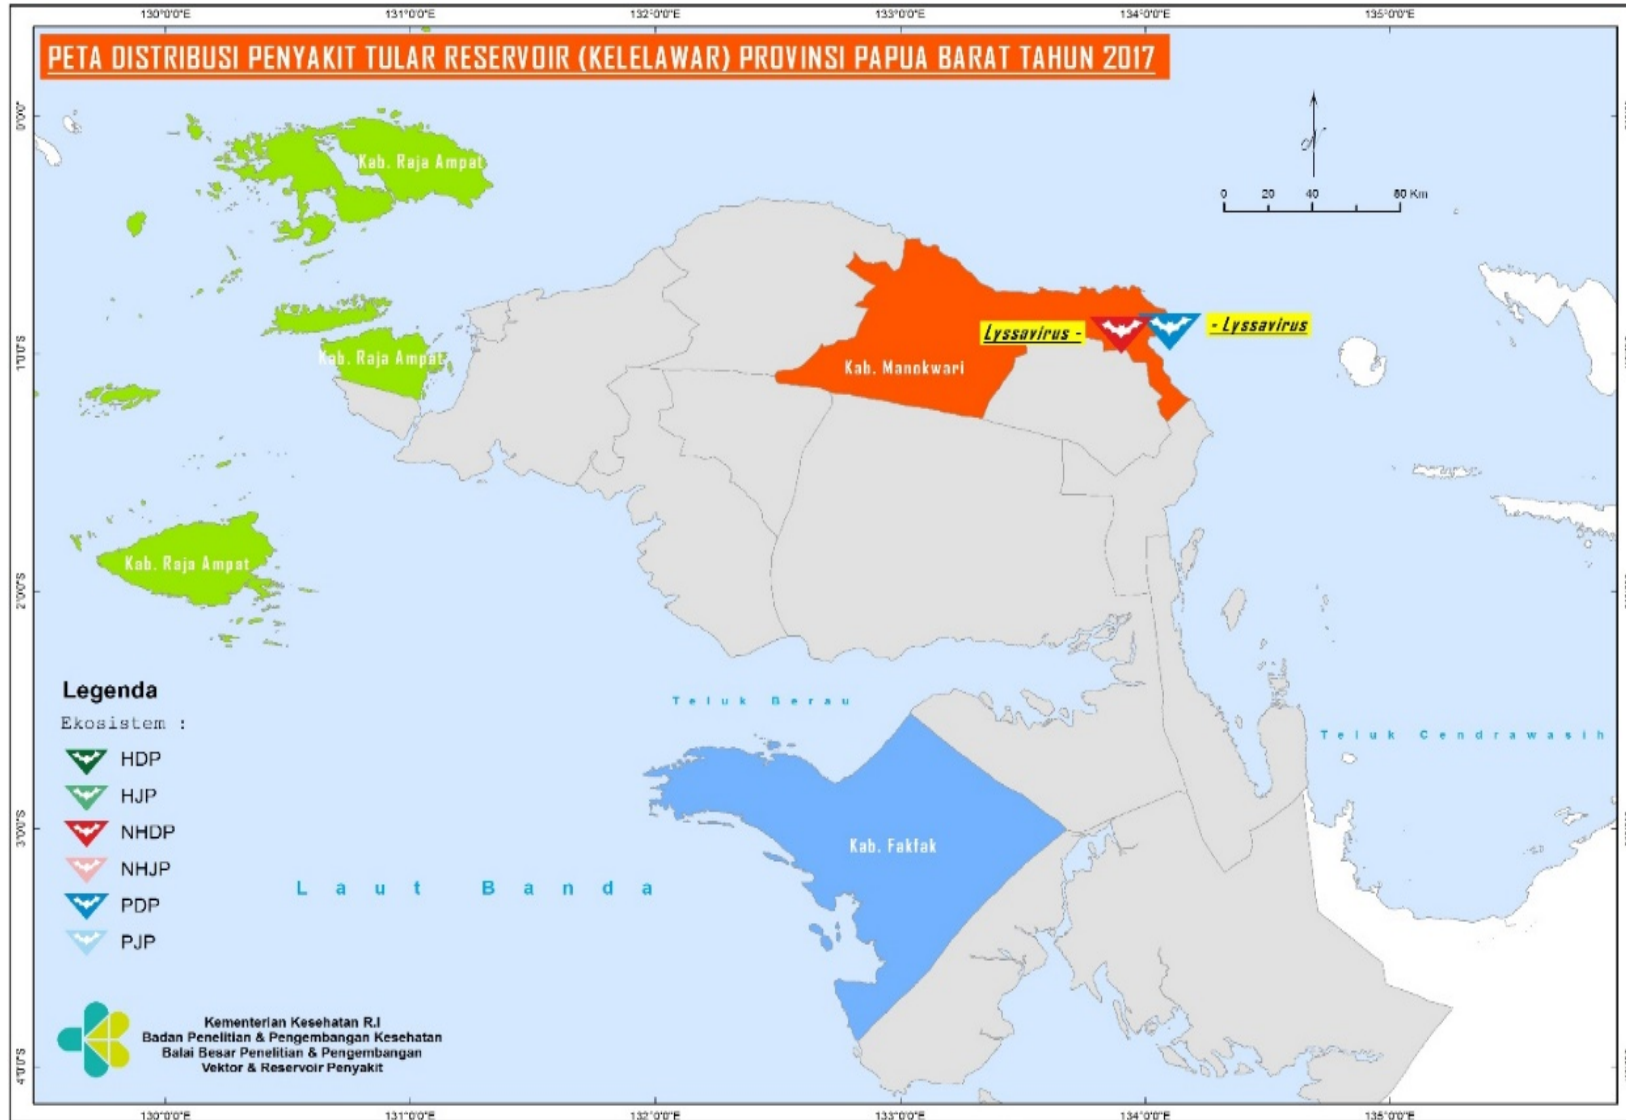 130°0'0"E 131°0'0"E 132°0'0"E 133°0'0"E 134°0'0"E 135°0'0"E
PETA DISTRIBUSI PENYAKIT TULAR RESERVOIR (KELELAWAR) PROVINSI PAPUA BARAT TAHUN 2017
0°0'0"
N
0 20 40 80 Km
Kab. Raja Ampat
Lyssavirus -
- Lyssavirus
1°0'0"S
Kab. Raja Ampat
Kab. Manokwari
Kab. Raja Ampat
2°0'0"S
Legenda
Ekosistem :
HDP
HJP
NHDP
NHJP
PDP
PJP
Teluk Berau
Teluk Cendrawasih
3°0'0"S
Kab. Fakfak
Laut Banda
Kementerian Kesehatan R.I
Badan Penelitian & Pengembangan Kesehatan
Balai Besar Penelitian & Pengembangan
Vektor & Reservoir Penyakit
4°0'0"S
130°0'0"E 131°0'0"E 132°0'0"E 133°0'0"E 134°0'0"E 135°0'0"E